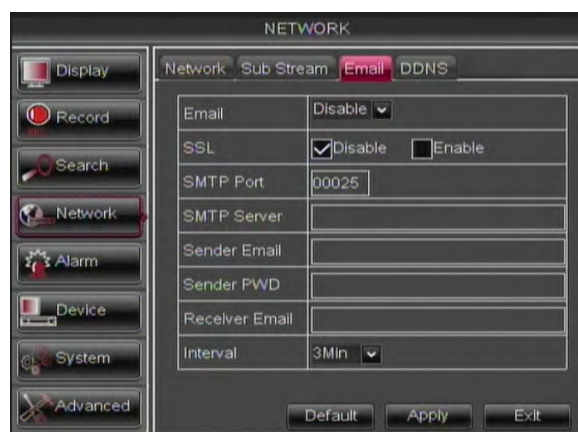 NETWORK
Display
Record
REC
Search
Network
Alarm
Device
System
Advanced
Network Sub Stream Email DDNS
Email Disable
SSL Disable Enable
SMTP Port 00025
SMTP Server
Sender Email
Sender PWD
Receiver Email
Interval 3Min
Default Apply Exit